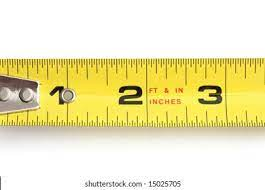 1 2 FT & IN 3
INCHES
shutterstock.com · 15025705